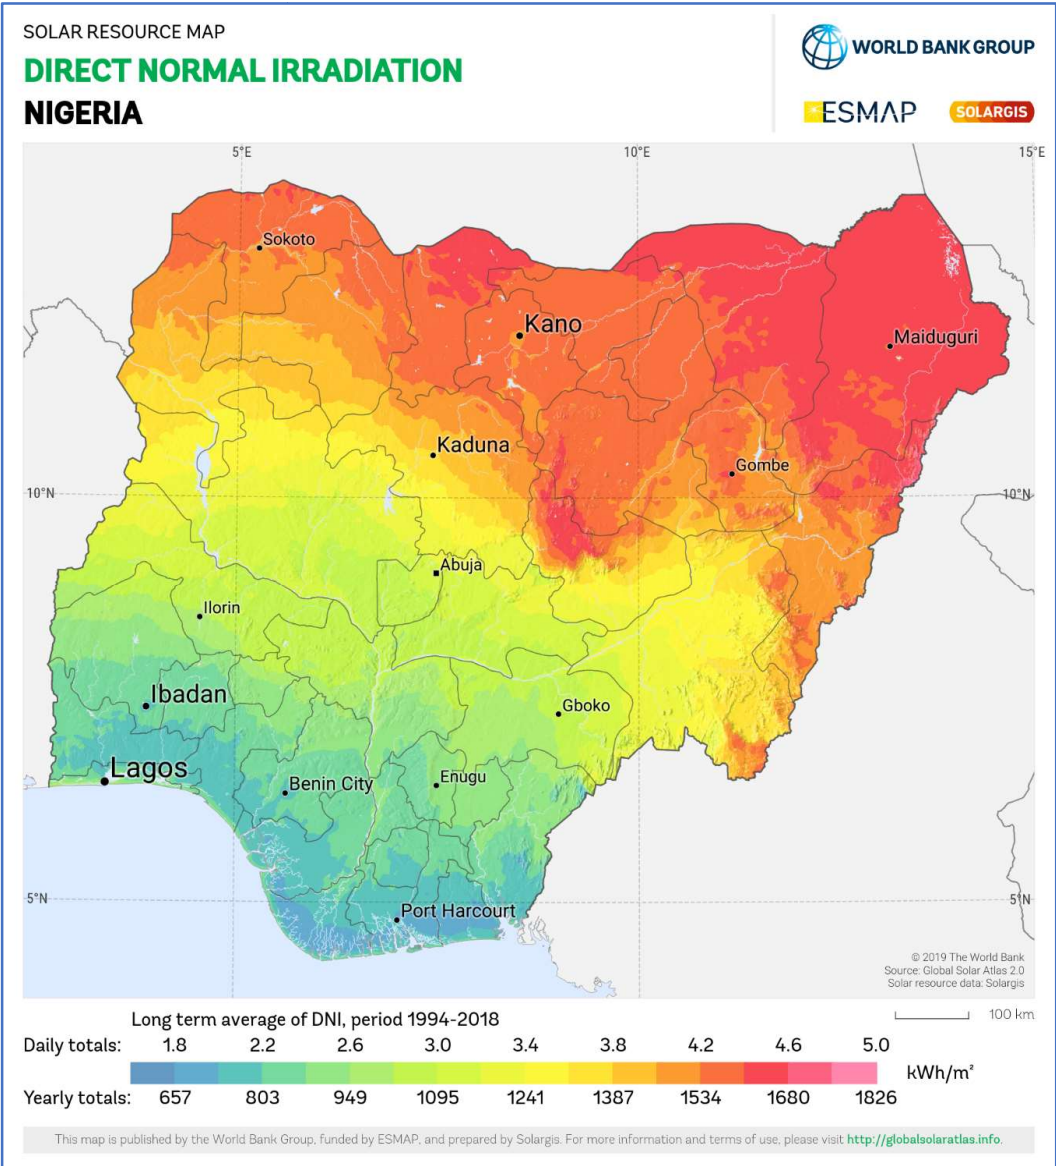 SOLAR RESOURCE MAP
DIRECT NORMAL IRRADIATION
NIGERIA
WORLD BANK GROUP
ESMAP
SOLARGIS
5°E
10°E
15°E
Sokoto
Kano
Maiduguri
Kaduna
Gombe
10°N
10°N
Abuja
Ilorin
Ibadan
Gboko
Lagos
Benin City
Enugu
5°N
Port Harcourt
5°N
© 2019 The World Bank
Source: Global Solar Atlas 2.0
Solar resource data: Solargis
Long term average of DNI, period 1994-2018
100 km
Daily totals: 1.8 2.2 2.6 3.0 3.4 3.8 4.2 4.6 5.0
kWh/m²
Yearly totals: 657 803 949 1095 1241 1387 1534 1680 1826
This map is published by the World Bank Group, funded by ESMAP, and prepared by Solargis. For more information and terms of use, please visit http://globalsolaratlas.info.